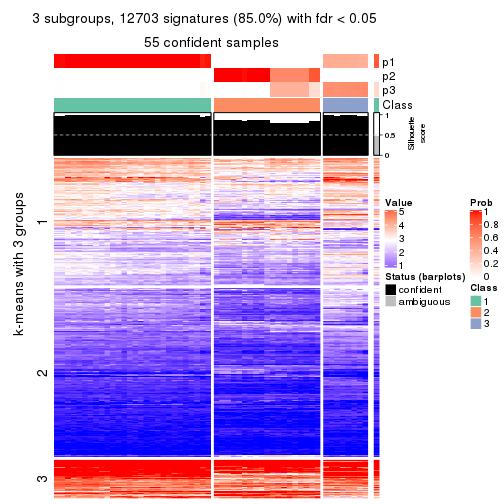 3 subgroups, 12703 signatures (85.0%) with fdr < 0.05
55 confident samples
p1
p2
p3
Class
1
0.5
0
Silhouette
score
k-means with 3 groups
1
2
3
Value
5
4
3
2
1
Status (barplots)
confident
ambiguous
Prob
1
0.8
0.6
0.4
0.2
0
Class
1
2
3